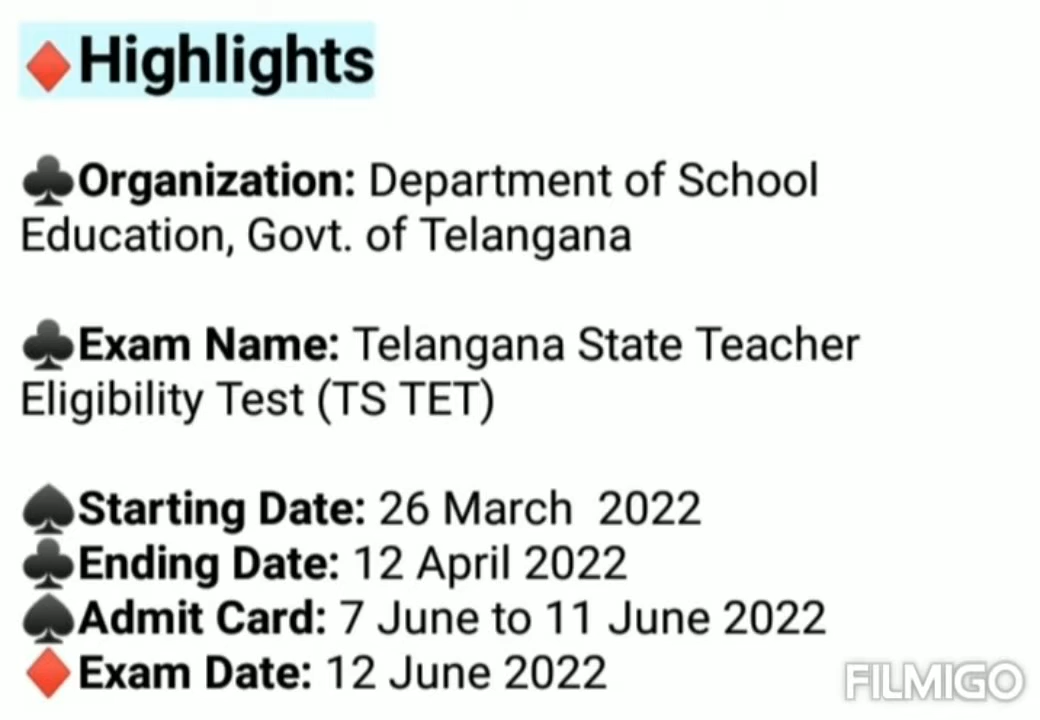 ♦️Highlights
♣️Organization: Department of School
Education, Govt. of Telangana
♣️Exam Name: Telangana State Teacher
Eligibility Test (TS TET)
♠️Starting Date: 26 March 2022
♣️Ending Date: 12 April 2022
♠️Admit Card: 7 June to 11 June 2022
♦️Exam Date: 12 June 2022
FILMIGO